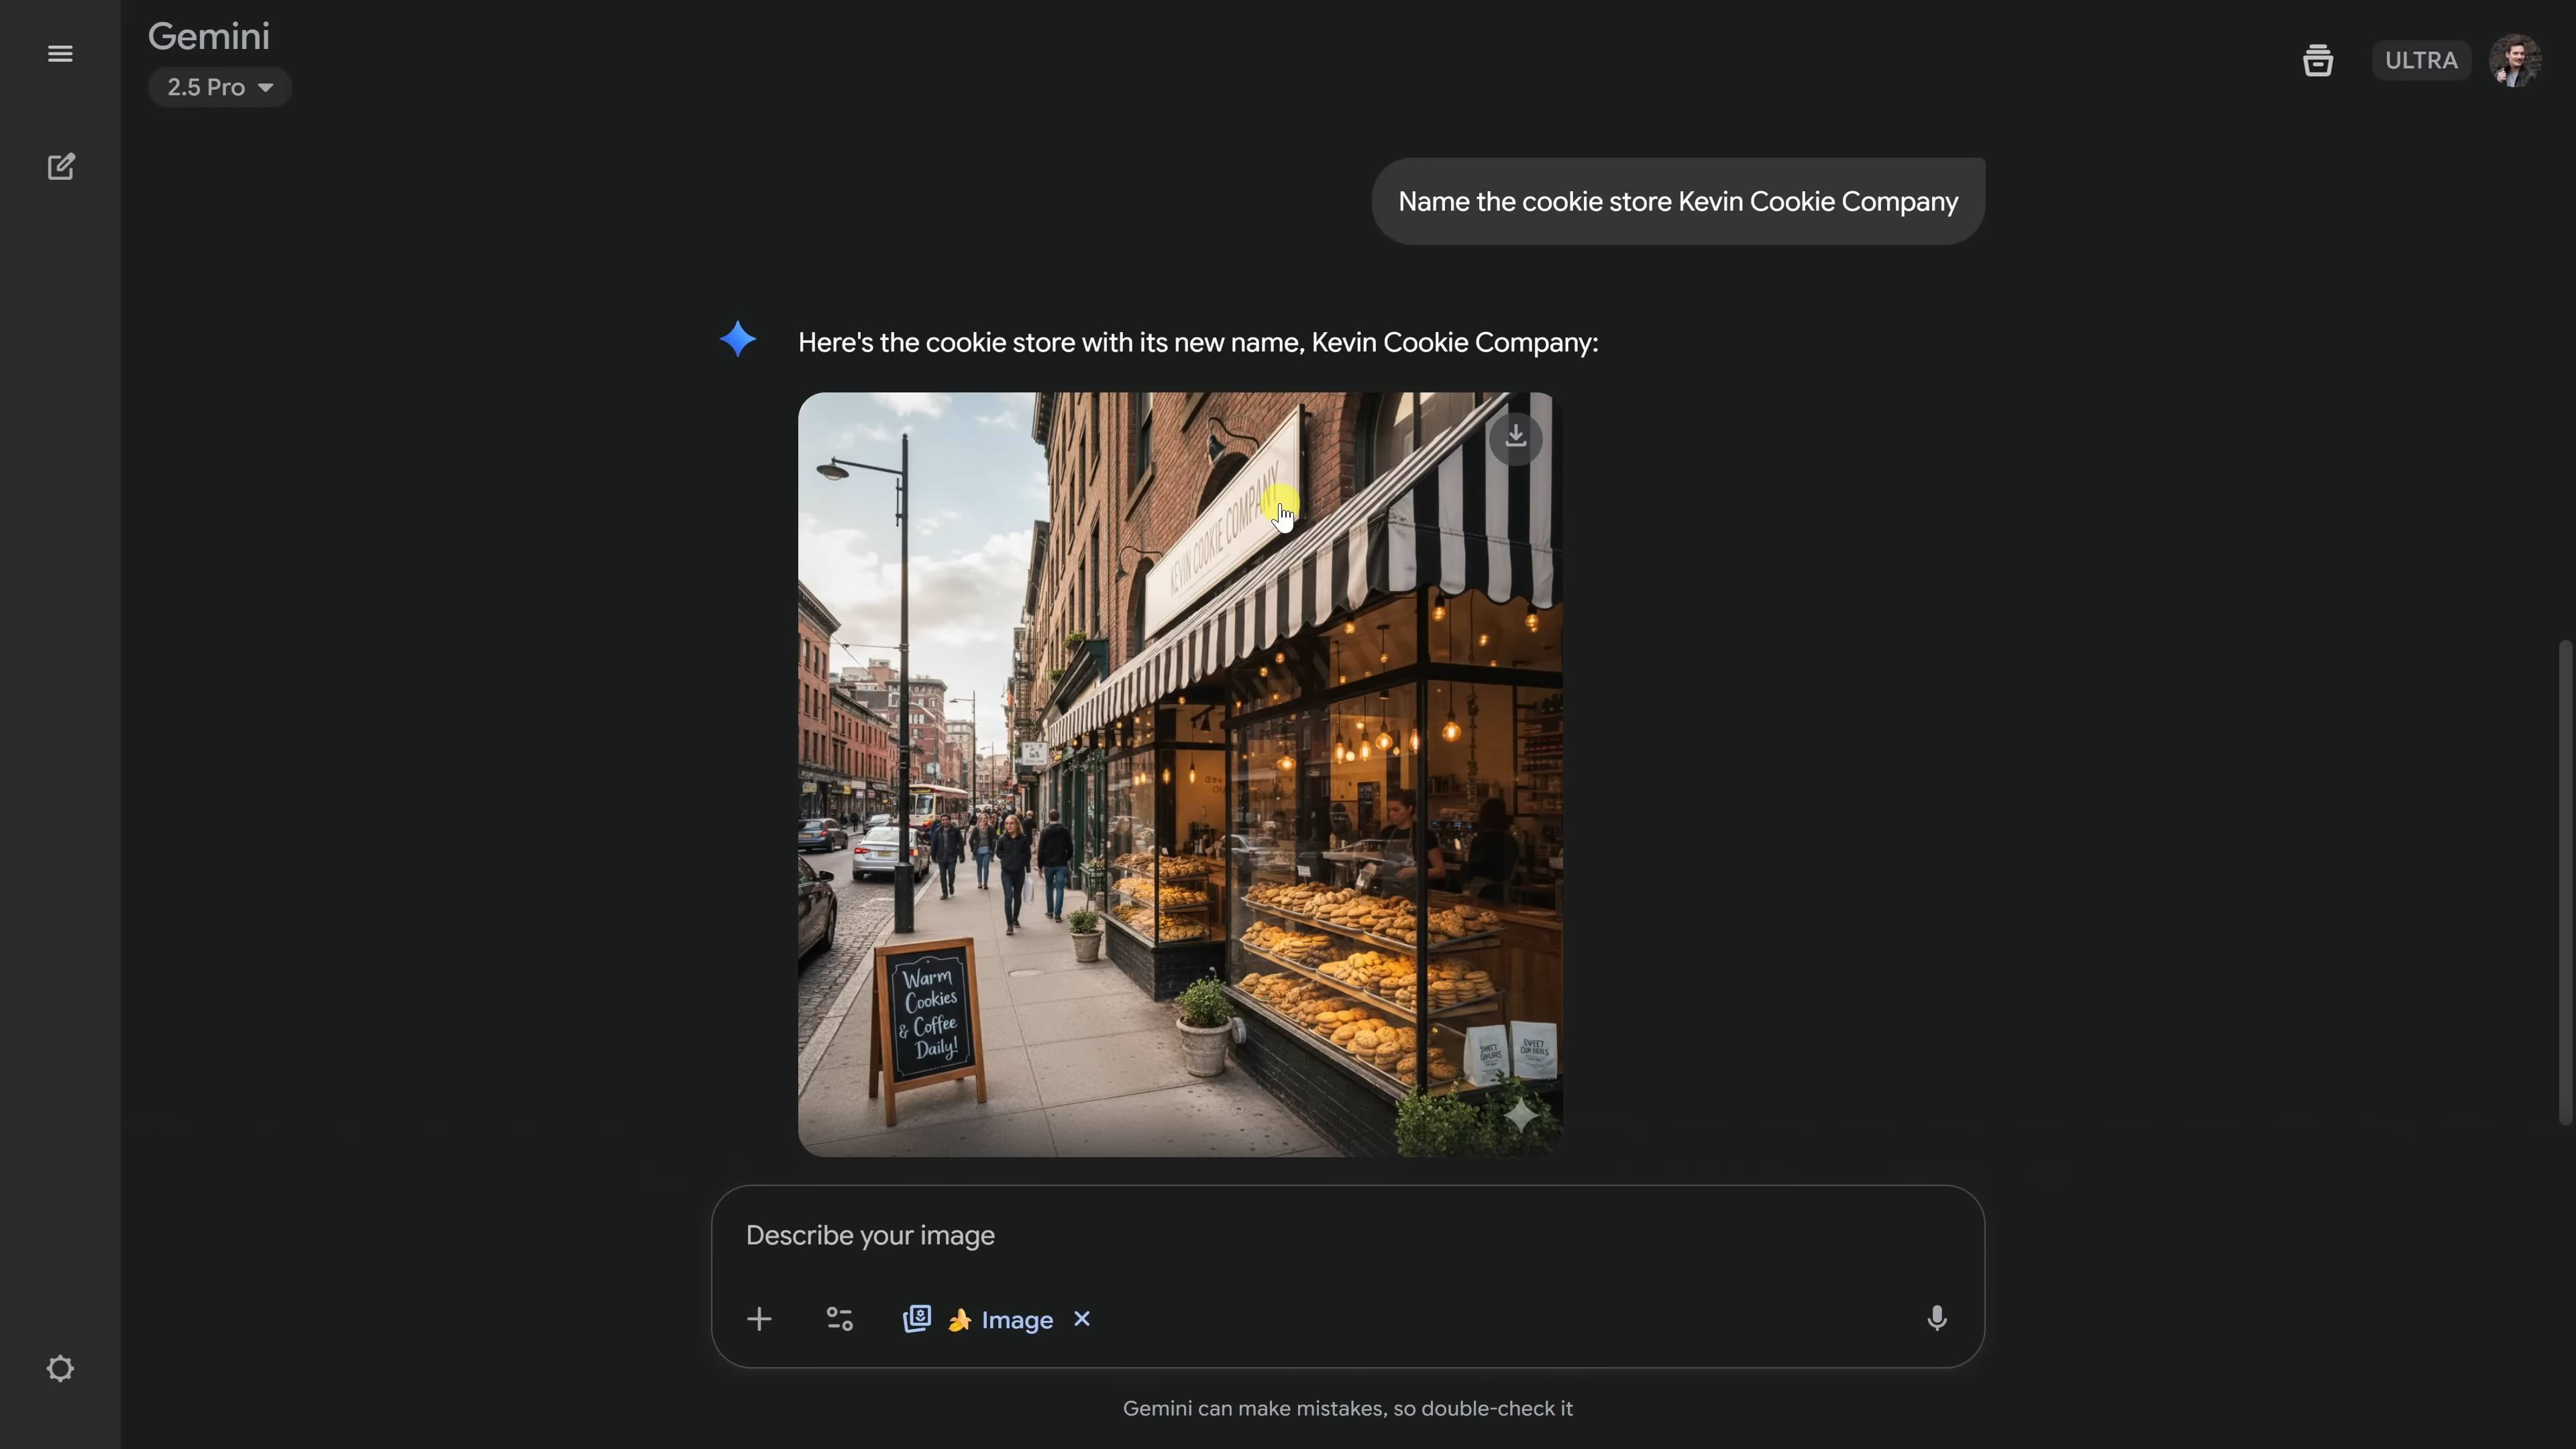 Gemini
2.5 Pro
ULTRA
Name the cookie store Kevin Cookie Company
Here's the cookie store with its new name, Kevin Cookie Company:
KEVIN COOKIE COMPANY
Warm
Cookies
& Coffee
Daily!
SWEET
Describe your image
Image
Gemini can make mistakes, so double-check it